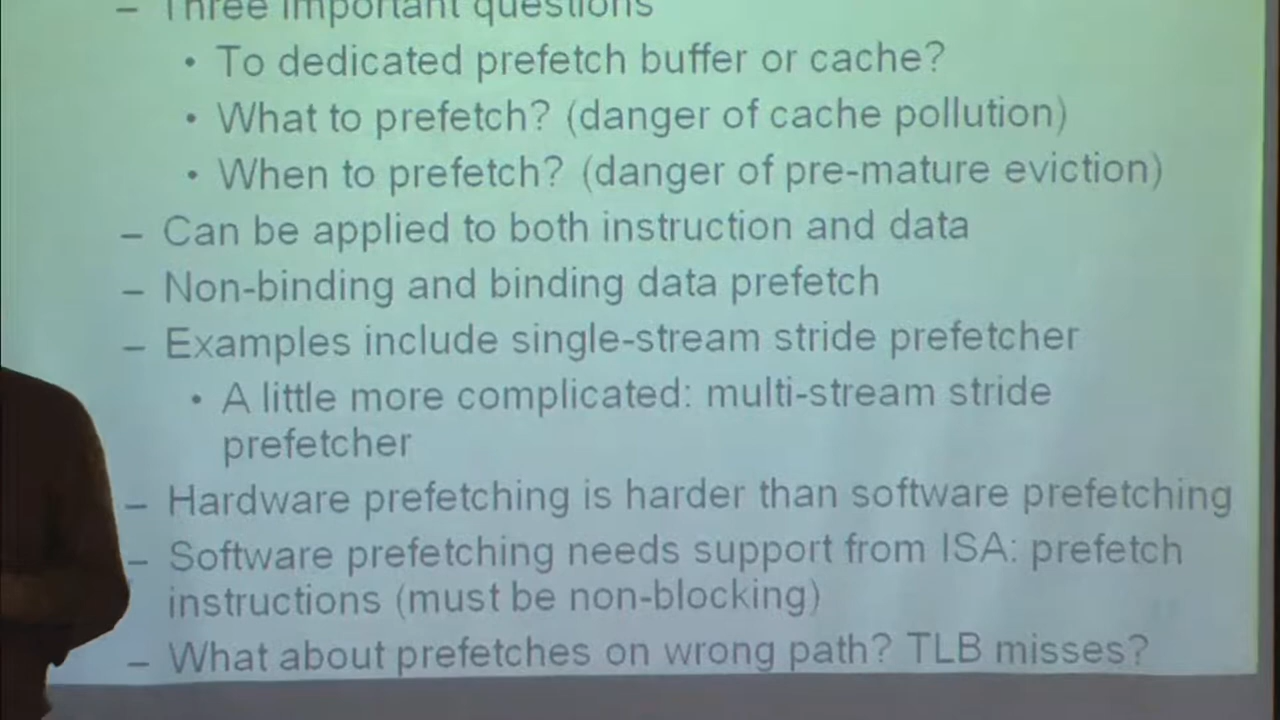 – Three important questions
• To dedicated prefetch buffer or cache?
• What to prefetch? (danger of cache pollution)
• When to prefetch? (danger of pre-mature eviction)
– Can be applied to both instruction and data
– Non-binding and binding data prefetch
– Examples include single-stream stride prefetcher
• A little more complicated: multi-stream stride
prefetcher
– Hardware prefetching is harder than software prefetching
– Software prefetching needs support from ISA: prefetch
instructions (must be non-blocking)
– What about prefetches on wrong path? TLB misses?